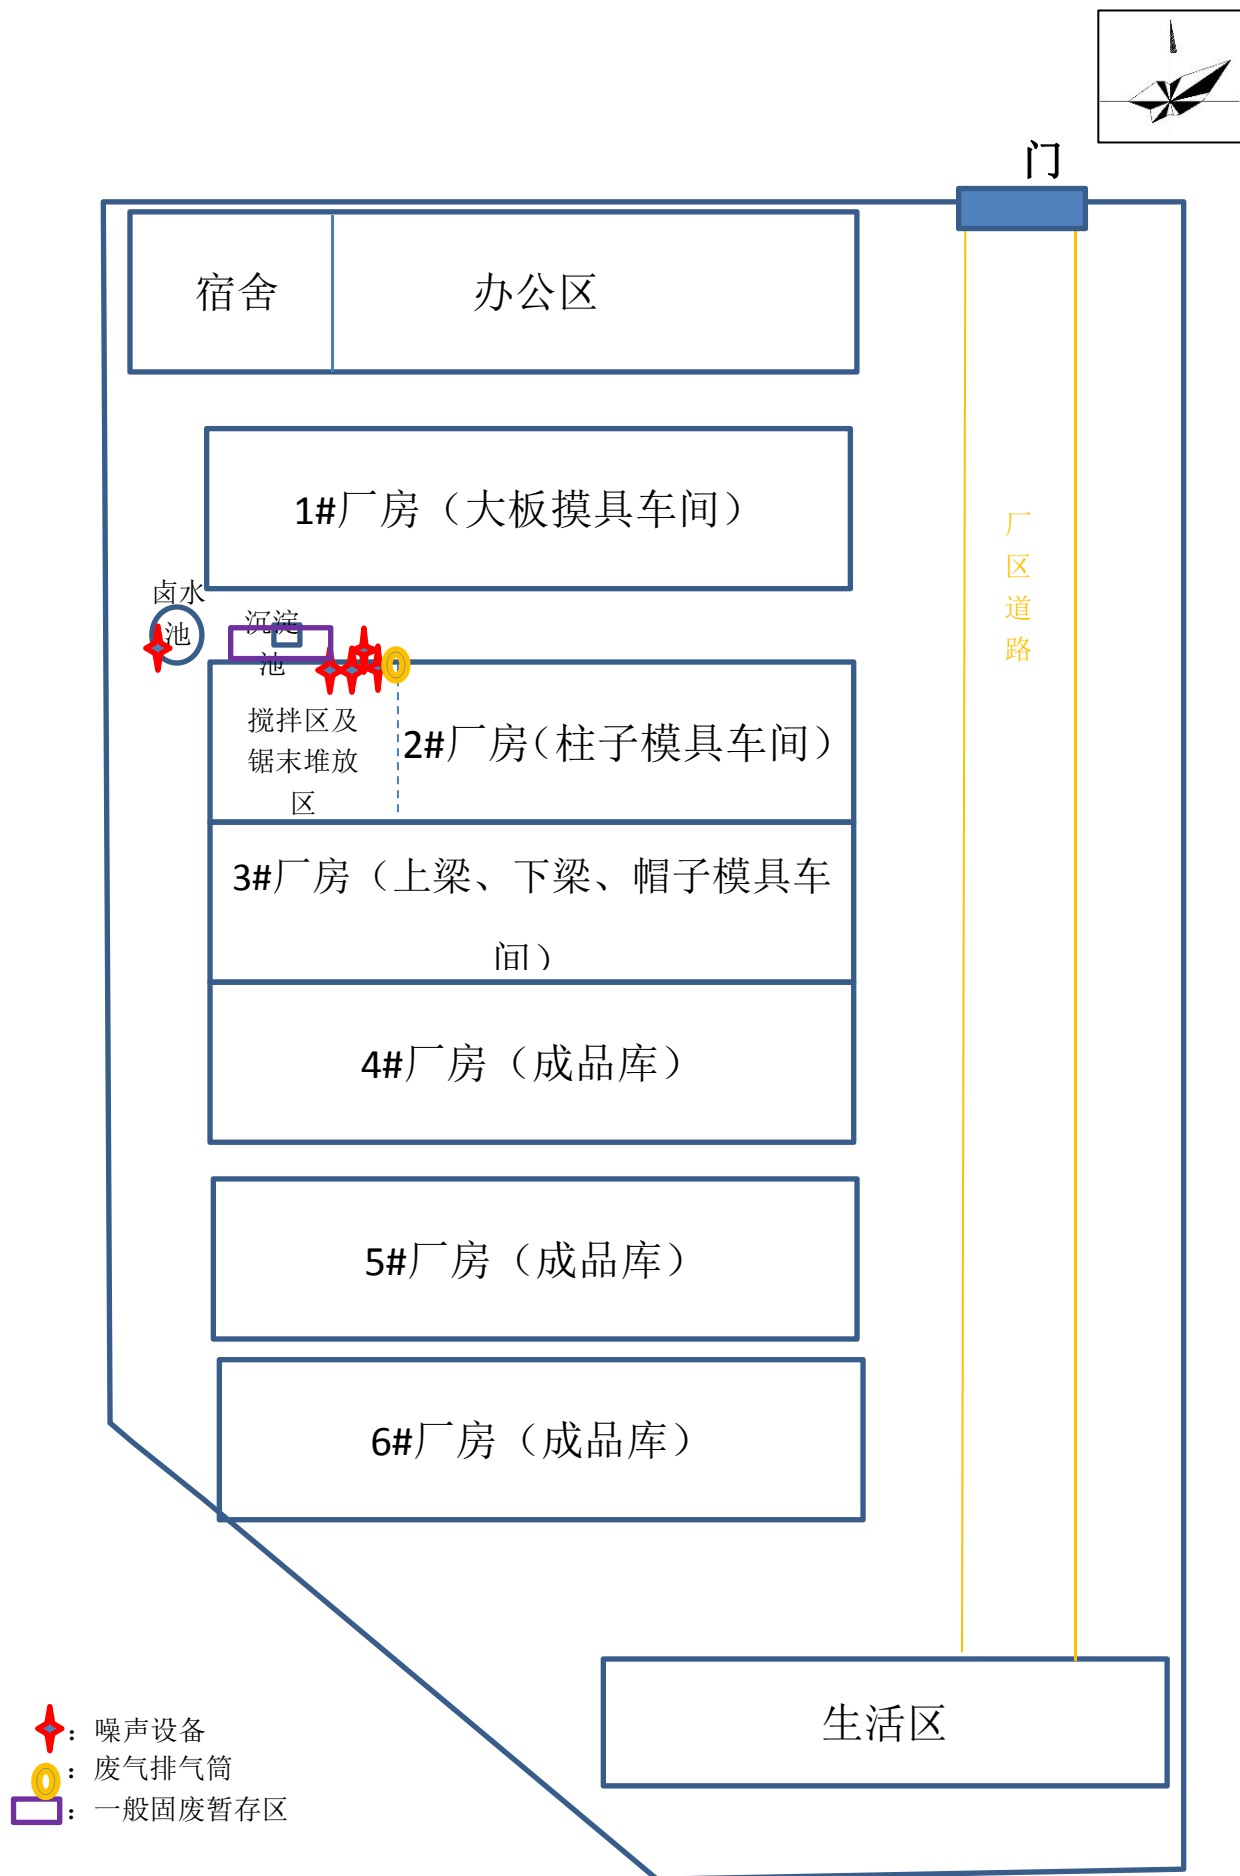 门
宿舍
办公区
1#厂房（大板摸具车间）
厂
区
道
路
卤水
池
沉淀
池
搅拌区及
锯末堆放
区
2#厂房（柱子模具车间）
3#厂房（上梁、下梁、帽子模具车
间）
4#厂房（成品库）
5#厂房（成品库）
6#厂房（成品库）
生活区
：噪声设备
：废气排气筒
：一般固废暂存区